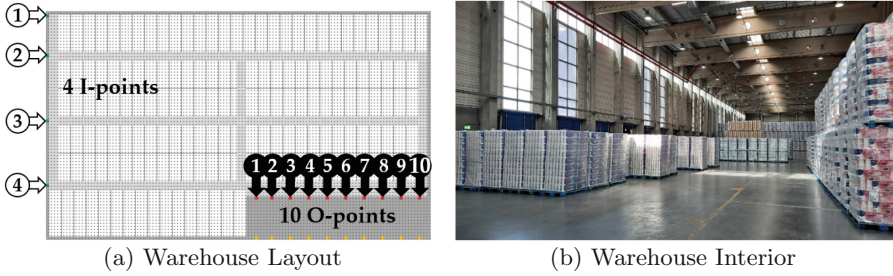 1
2
4 I-points
3
1 2 3 4 5 6 7 8 9 10
4
10 O-points
(a) Warehouse Layout
(b) Warehouse Interior